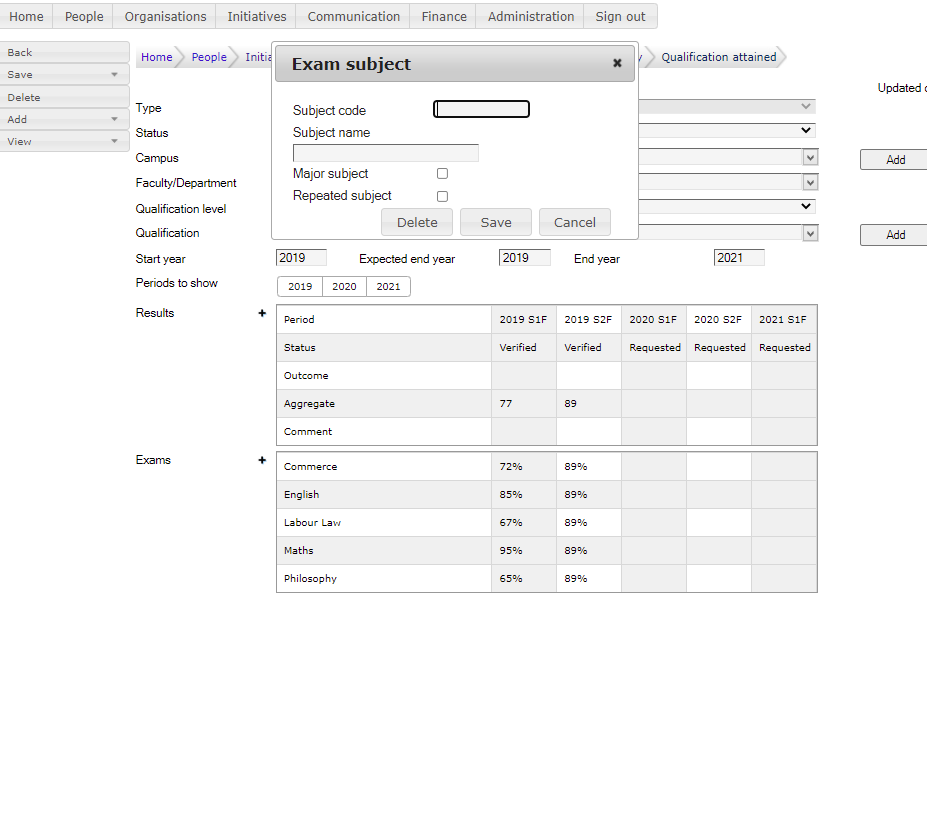 Home People Organisations Initiatives Communication Finance Administration Sign out
Back
Save
Delete
Add
View
Home People Qualification attained
Exam subject
Updated
Subject code
Subject name
Major subject
Repeated subject
Delete Save Cancel
Type
Status
Campus Add
Faculty/Department
Qualification level
Qualification Add
Start year 2019 Expected end year 2019 End year 2021
Periods to show 2019 2020 2021
Results + Period 2019 S1F 2019 S2F 2020 S1F 2020 S2F 2021 S1F
Status Verified Verified Requested Requested Requested
Outcome
Aggregate 77 89
Comment
Exams + Commerce 72% 89%
English 85% 89%
Labour Law 67% 89%
Maths 95% 89%
Philosophy 65% 89%